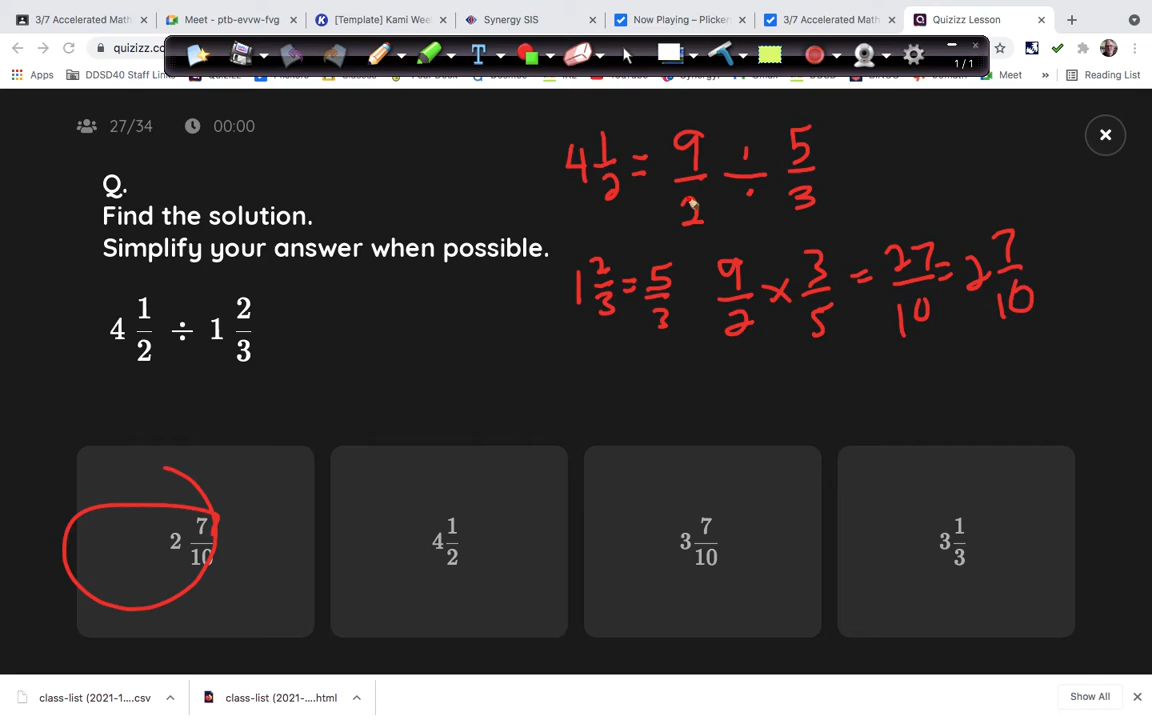 3/7 Accelerated Math
Meet - ptb-evvw-fvg
[Template] Kami Wee
Synergy SIS
Now Playing – Plicker
3/7 Accelerated Math
Quizizz Lesson
quizizz.co
1 / 1
Apps
DDSD40 Staff Lin
Meet
Reading List
27/34
00:00
4 1/2 = 9/2 ÷ 5/3
1 2/3 = 5/3
9/2 × 3/5 = 27/10 = 2 7/10
Q.
Find the solution.
Simplify your answer when possible.
4 1/2 ÷ 1 2/3
2 7/10
4 1/2
3 7/10
3 1/3
class-list (2021-1....csv
class-list (2021-....html
Show All